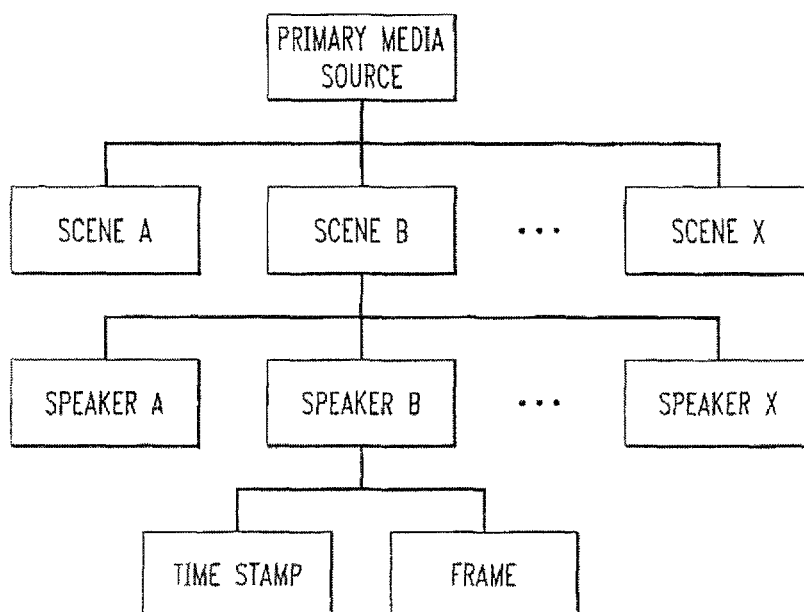 PRIMARY MEDIA
SOURCE
SCENE A
SCENE B
...
SCENE X
SPEAKER A
SPEAKER B
...
SPEAKER X
TIME STAMP
FRAME